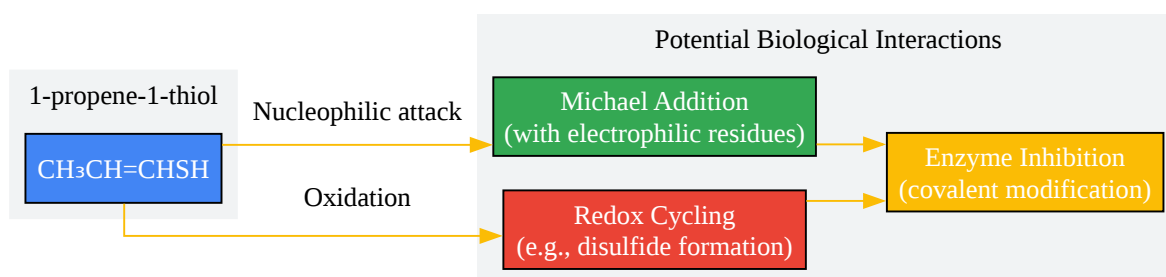 Potential Biological Interactions
1-propene-1-thiol
CH₃CH=CHSH
Nucleophilic attack
Oxidation
Michael Addition
(with electrophilic residues)
Redox Cycling
(e.g., disulfide formation)
Enzyme Inhibition
(covalent modification)